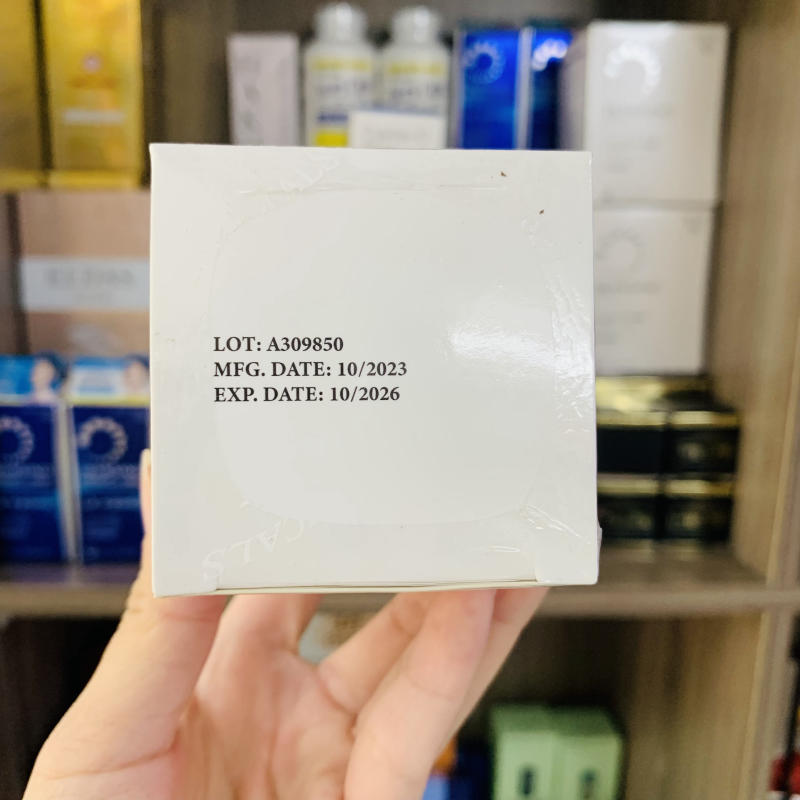 LOT: A309850
MFG. DATE: 10/2023
EXP. DATE: 10/2026